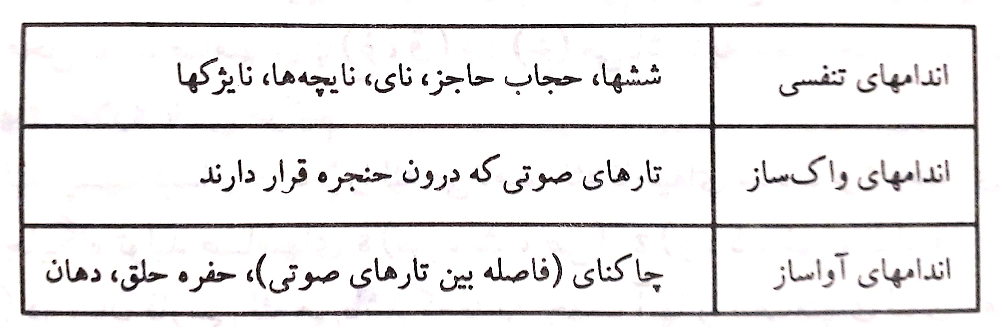 اندامهای تنفسی	ششها، حجاب حاجز، نای، نایچه‌ها، نایژکها
اندامهای واک‌ساز	تارهای صوتی که درون حنجره قرار دارند
اندامهای آواساز	چاکنای (فاصله بین تارهای صوتی)، حفره حلق، دهان